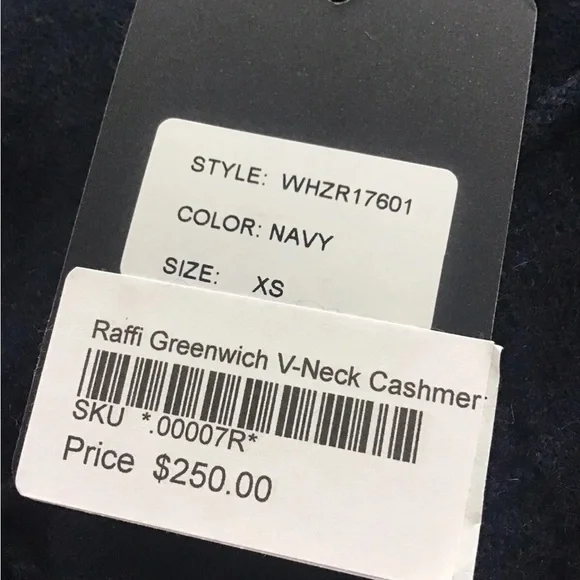 STYLE: WHZR17601
COLOR: NAVY
SIZE: XS
Raffi Greenwich V-Neck Cashmer
SKU *.00007R*
Price $250.00